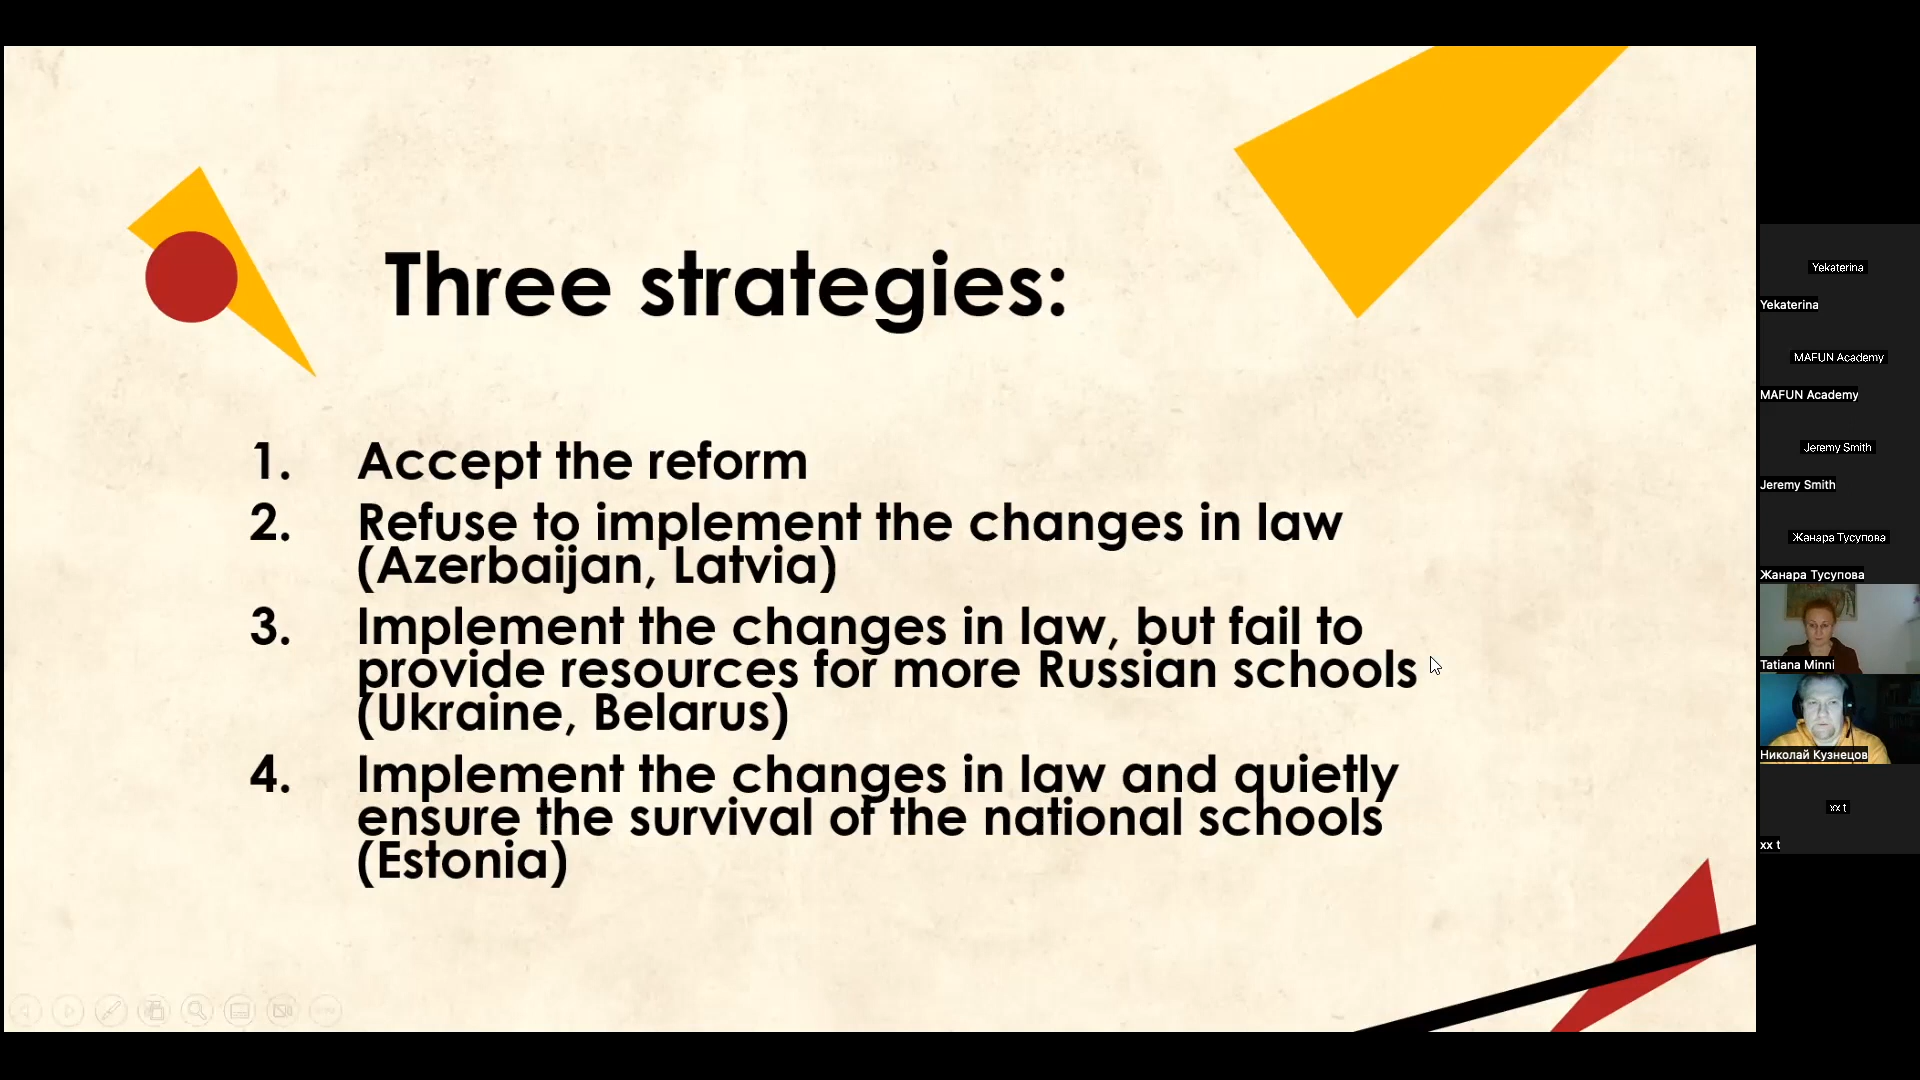 Three strategies:
1. Accept the reform
2. Refuse to implement the changes in law
(Azerbaijan, Latvia)
3. Implement the changes in law, but fail to
provide resources for more Russian schools
(Ukraine, Belarus)
4. Implement the changes in law and quietly
ensure the survival of the national schools
(Estonia)
Yekaterina
Yekaterina
MAFUN Academy
MAFUN Academy
Jeremy Smith
Jeremy Smith
Жанара Тусупова
Жанара Тусупова
Tatiana Minni
Николай Кузнецов
xx t
xx t